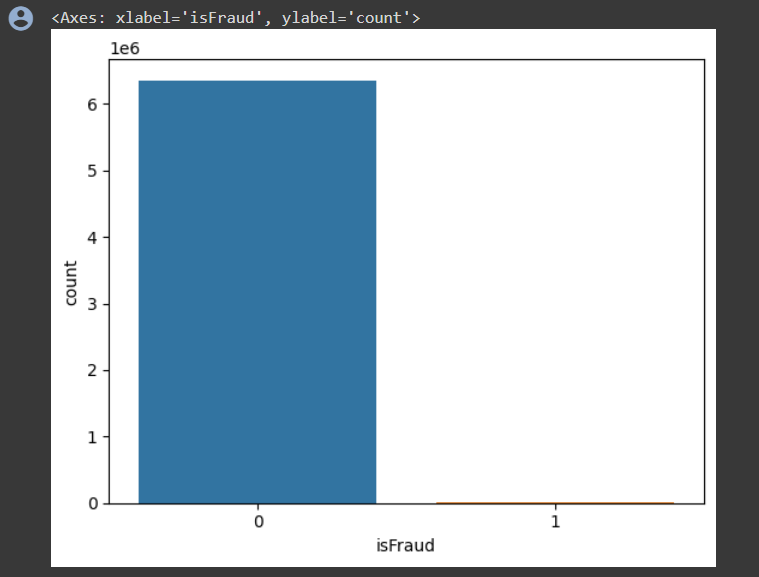 <Axes: xlabel='isFraud', ylabel='count'>
1e6
6
5
4
3
2
1
0
count
0 1
isFraud